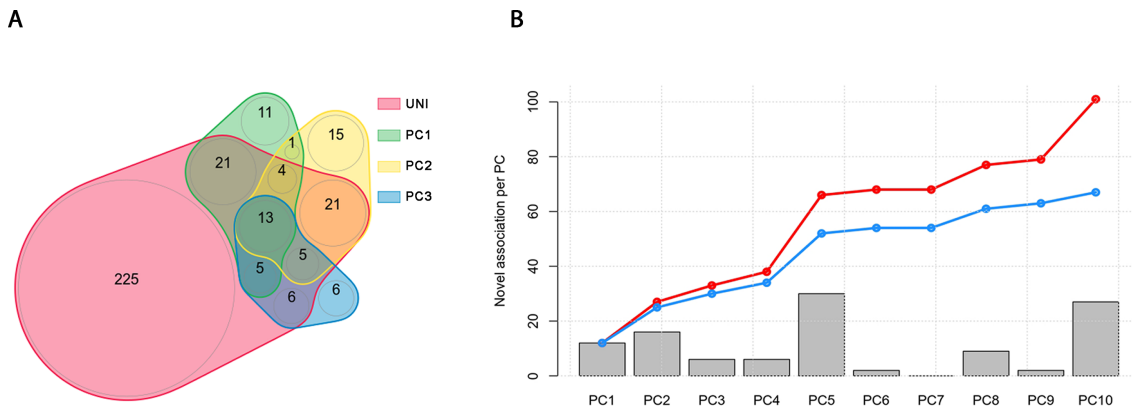 A
B
UNI
PC1
PC2
PC3
11
15
1
21
4
21
13
5
5
225
6
6
Novel association per PC
100
80
60
40
20
0
PC1 PC2 PC3 PC4 PC5 PC6 PC7 PC8 PC9 PC10